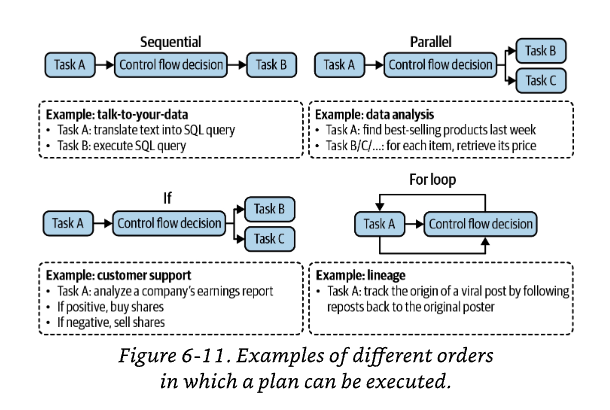 Sequential
Task A
Control flow decision
Task B
Example: talk-to-your-data
• Task A: translate text into SQL query
• Task B: execute SQL query
Parallel
Task A
Control flow decision
Task B
Task C
Example: data analysis
• Task A: find best-selling products last week
• Task B/C/...: for each item, retrieve its price
If
Task A
Control flow decision
Task B
Task C
Example: customer support
• Task A: analyze a company's earnings report
• If positive, buy shares
• If negative, sell shares
For loop
Task A
Control flow decision
Example: lineage
• Task A: track the origin of a viral post by following
reposts back to the original poster
Figure 6-11. Examples of different orders
in which a plan can be executed.